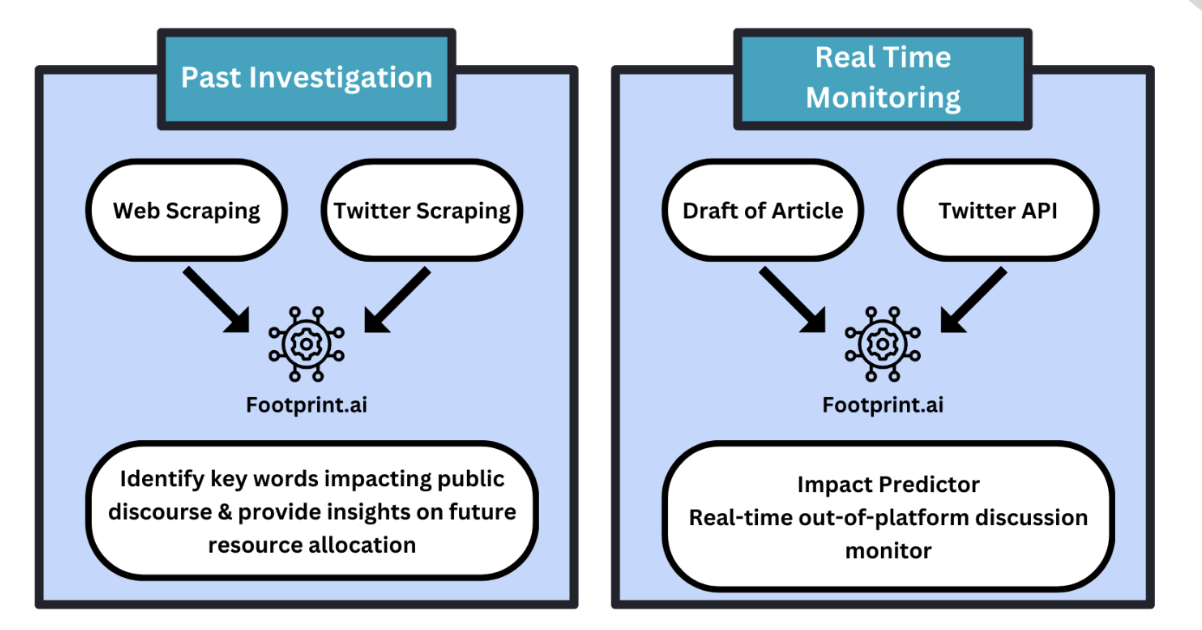 Past Investigation
Web Scraping
Twitter Scraping
Footprint.ai
Identify key words impacting public
discourse & provide insights on future
resource allocation
Real Time
Monitoring
Draft of Article
Twitter API
Footprint.ai
Impact Predictor
Real-time out-of-platform discussion
monitor